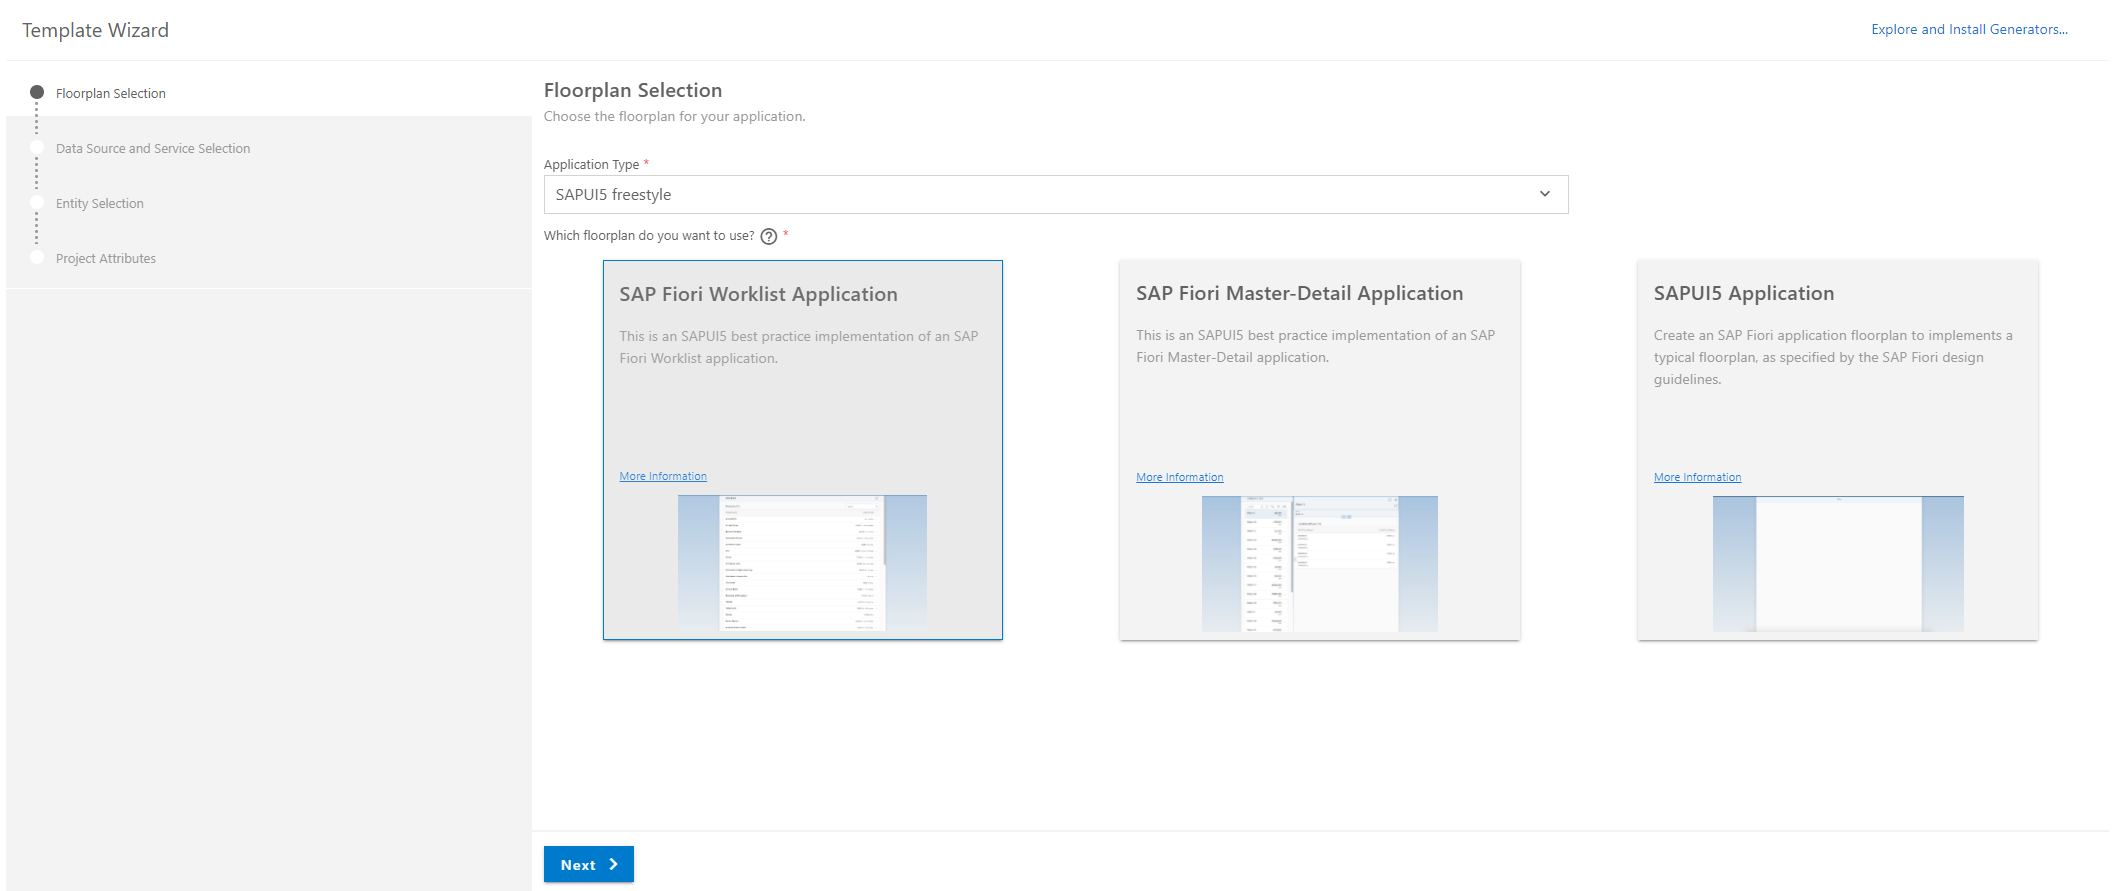 Template Wizard
Explore and Install Generators...
Floorplan Selection
Data Source and Service Selection
Entity Selection
Project Attributes
Floorplan Selection
Choose the floorplan for your application.
Application Type *
SAPUI5 freestyle
Which floorplan do you want to use? ? *
SAP Fiori Worklist Application
This is an SAPUI5 best practice implementation of an SAP
Fiori Worklist application.
More Information
SAP Fiori Master-Detail Application
This is an SAPUI5 best practice implementation of an SAP
Fiori Master-Detail application.
More Information
SAPUI5 Application
Create an SAP Fiori application floorplan to implements a
typical floorplan, as specified by the SAP Fiori design
guidelines.
More Information
Next